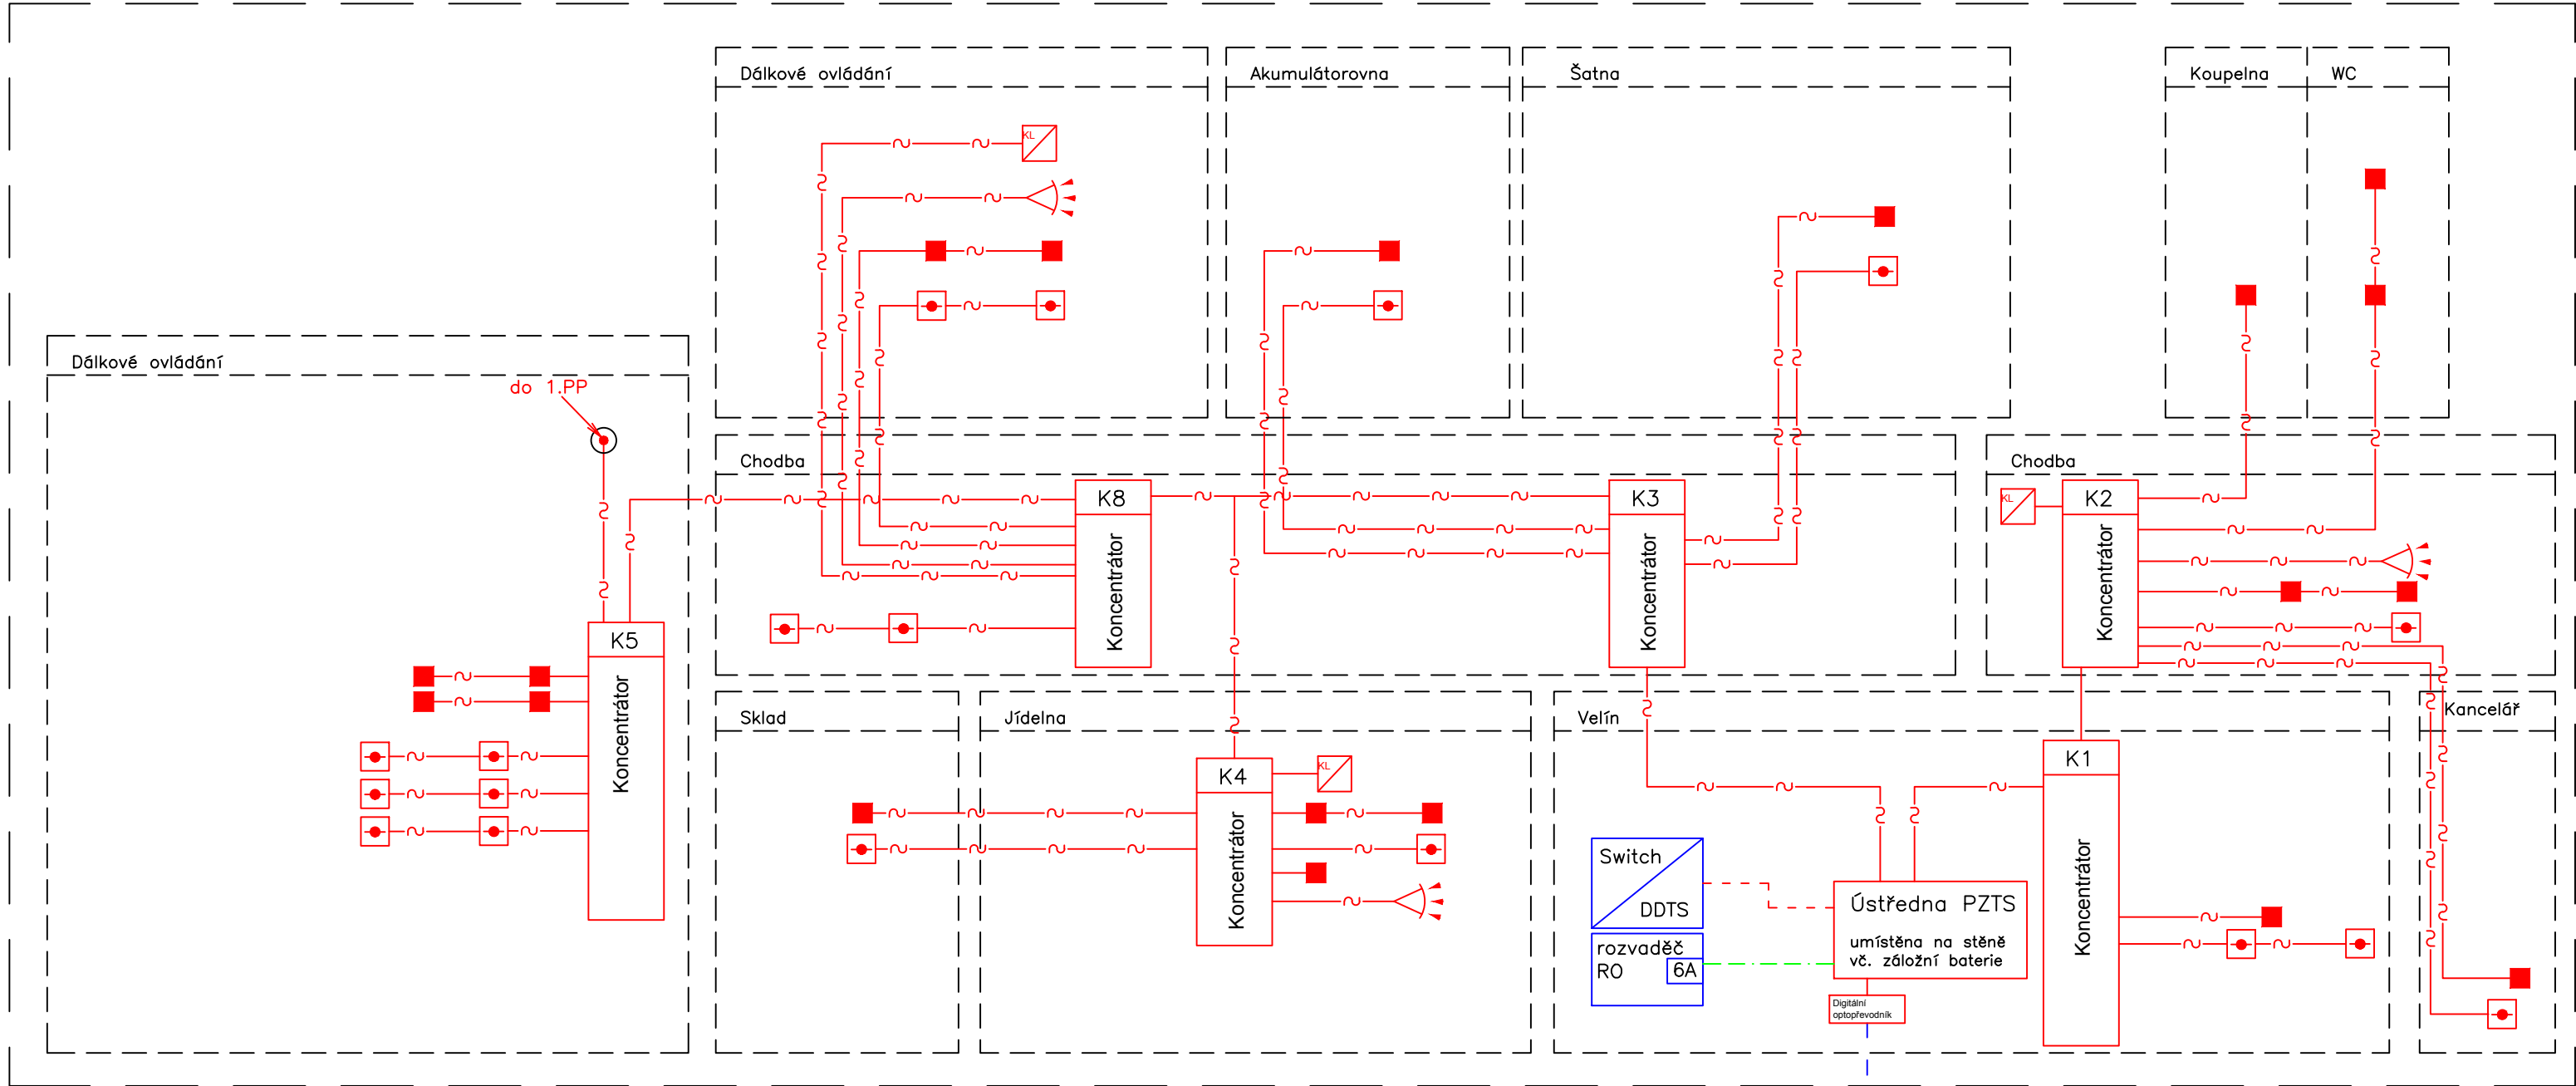 Dálkové ovládání
Akumulátorovna
Šatna
Koupelna
WC
KL
Dálkové ovládání
do 1.PP
Chodba
Chodba
K8
K3
KL
K2
Koncentrátor
Koncentrátor
Koncentrátor
K5
Koncentrátor
Sklad
Jídelna
Velín
Kancelář
K4
KL
Koncentrátor
K1
Koncentrátor
Switch
DDTS
Ústředna PZTS
umístěna na stěně
vč. záložní baterie
rozvaděč
RO
6A
Digitální
optopřevodník